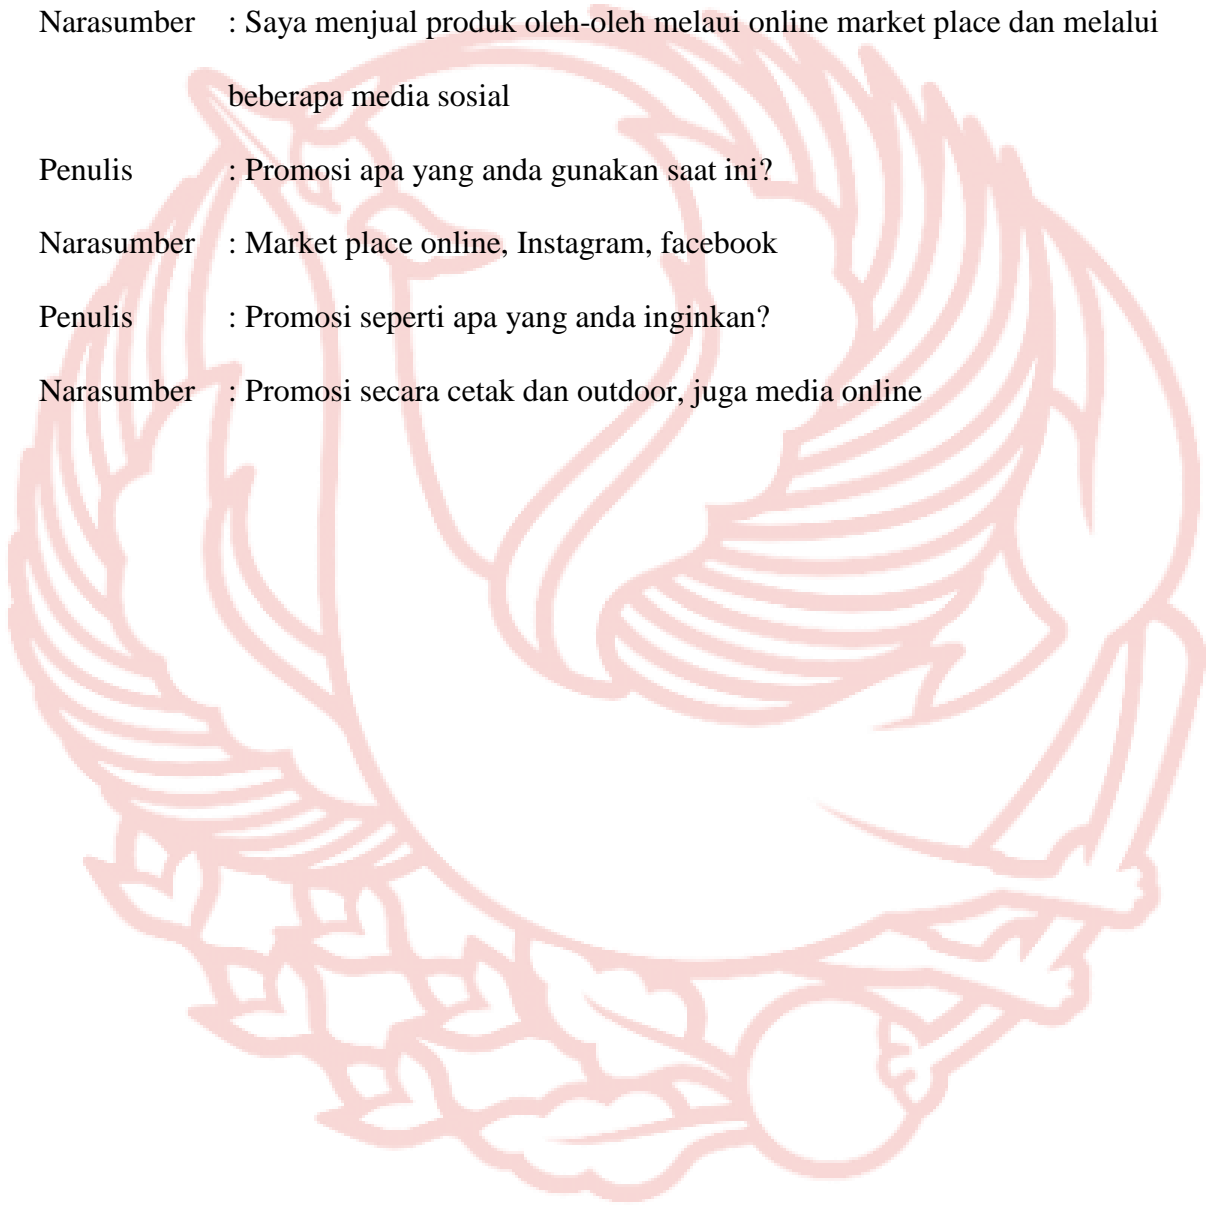 Narasumber : Saya menjual produk oleh-oleh melaui online market place dan melalui
beberapa media sosial
Penulis : Promosi apa yang anda gunakan saat ini?
Narasumber : Market place online, Instagram, facebook
Penulis : Promosi seperti apa yang anda inginkan?
Narasumber : Promosi secara cetak dan outdoor, juga media online